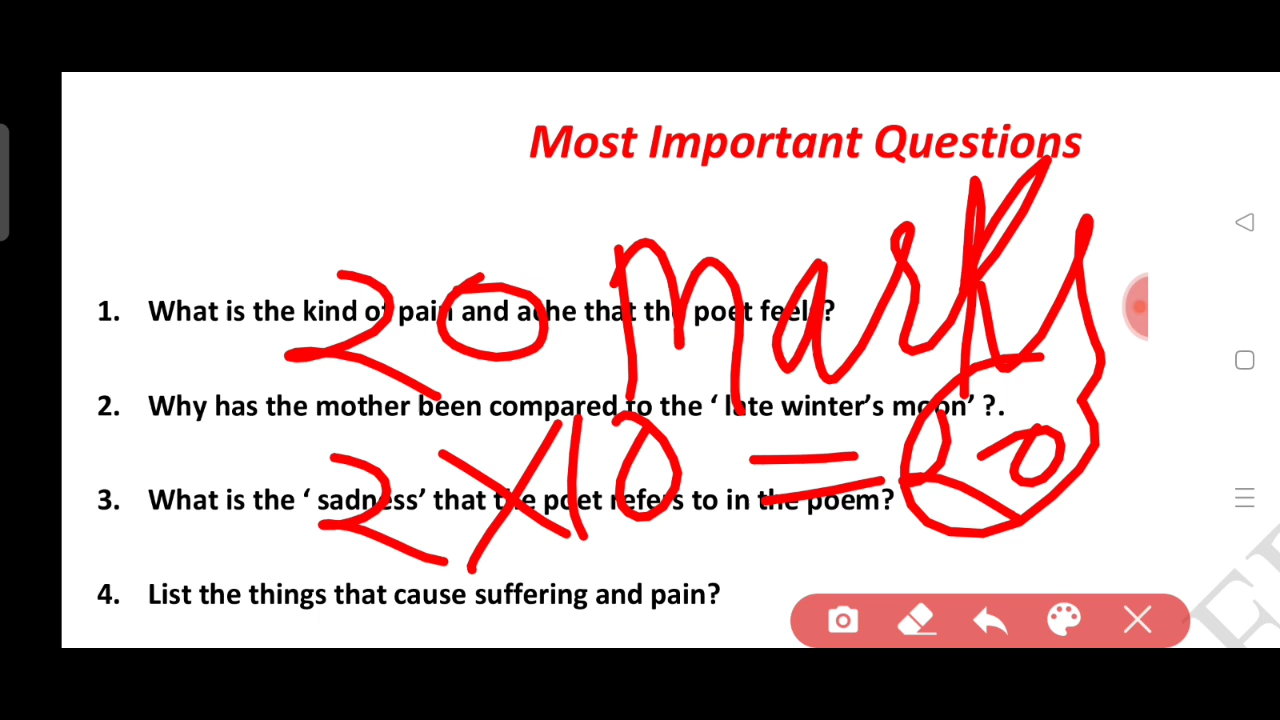 Most Important Questions
20 marks
1. What is the kind of pain and ache that the poet feels?
2. Why has the mother been compared to the ‘ late winter’s moon’ ?.
2 × 10 = 20
3. What is the ‘ sadness’ that the poet refers to in the poem?
4. List the things that cause suffering and pain?